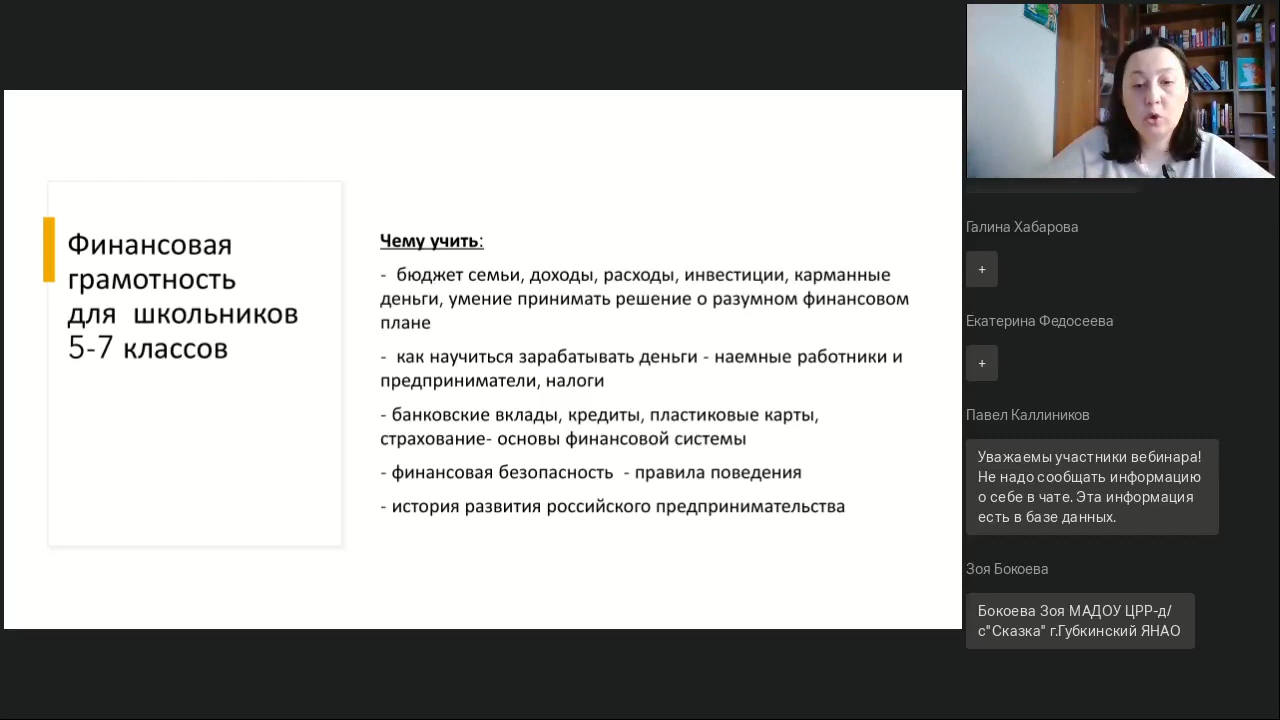 Финансовая
грамотность
для школьников
5-7 классов
Чему учить:
- бюджет семьи, доходы, расходы, инвестиции, карманные
деньги, умение принимать решение о разумном финансовом
плане
- как научиться зарабатывать деньги - наемные работники и
предприниматели, налоги
- банковские вклады, кредиты, пластиковые карты,
страхование- основы финансовой системы
- финансовая безопасность - правила поведения
- история развития российского предпринимательства
Галина Хабарова
+
Екатерина Федосеева
+
Павел Каллиников
Уважаемы участники вебинара!
Не надо сообщать информацию
о себе в чате. Эта информация
есть в базе данных.
Зоя Бокоева
Бокоева Зоя МАДОУ ЦРР-д/
с"Сказка" г.Губкинский ЯНАО